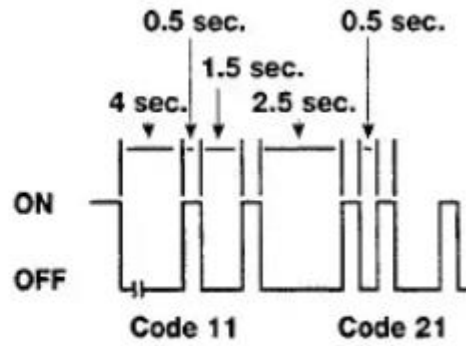 0.5 sec. 0.5 sec.
1.5 sec.
4 sec. 2.5 sec.
ON
OFF
Code 11 Code 21